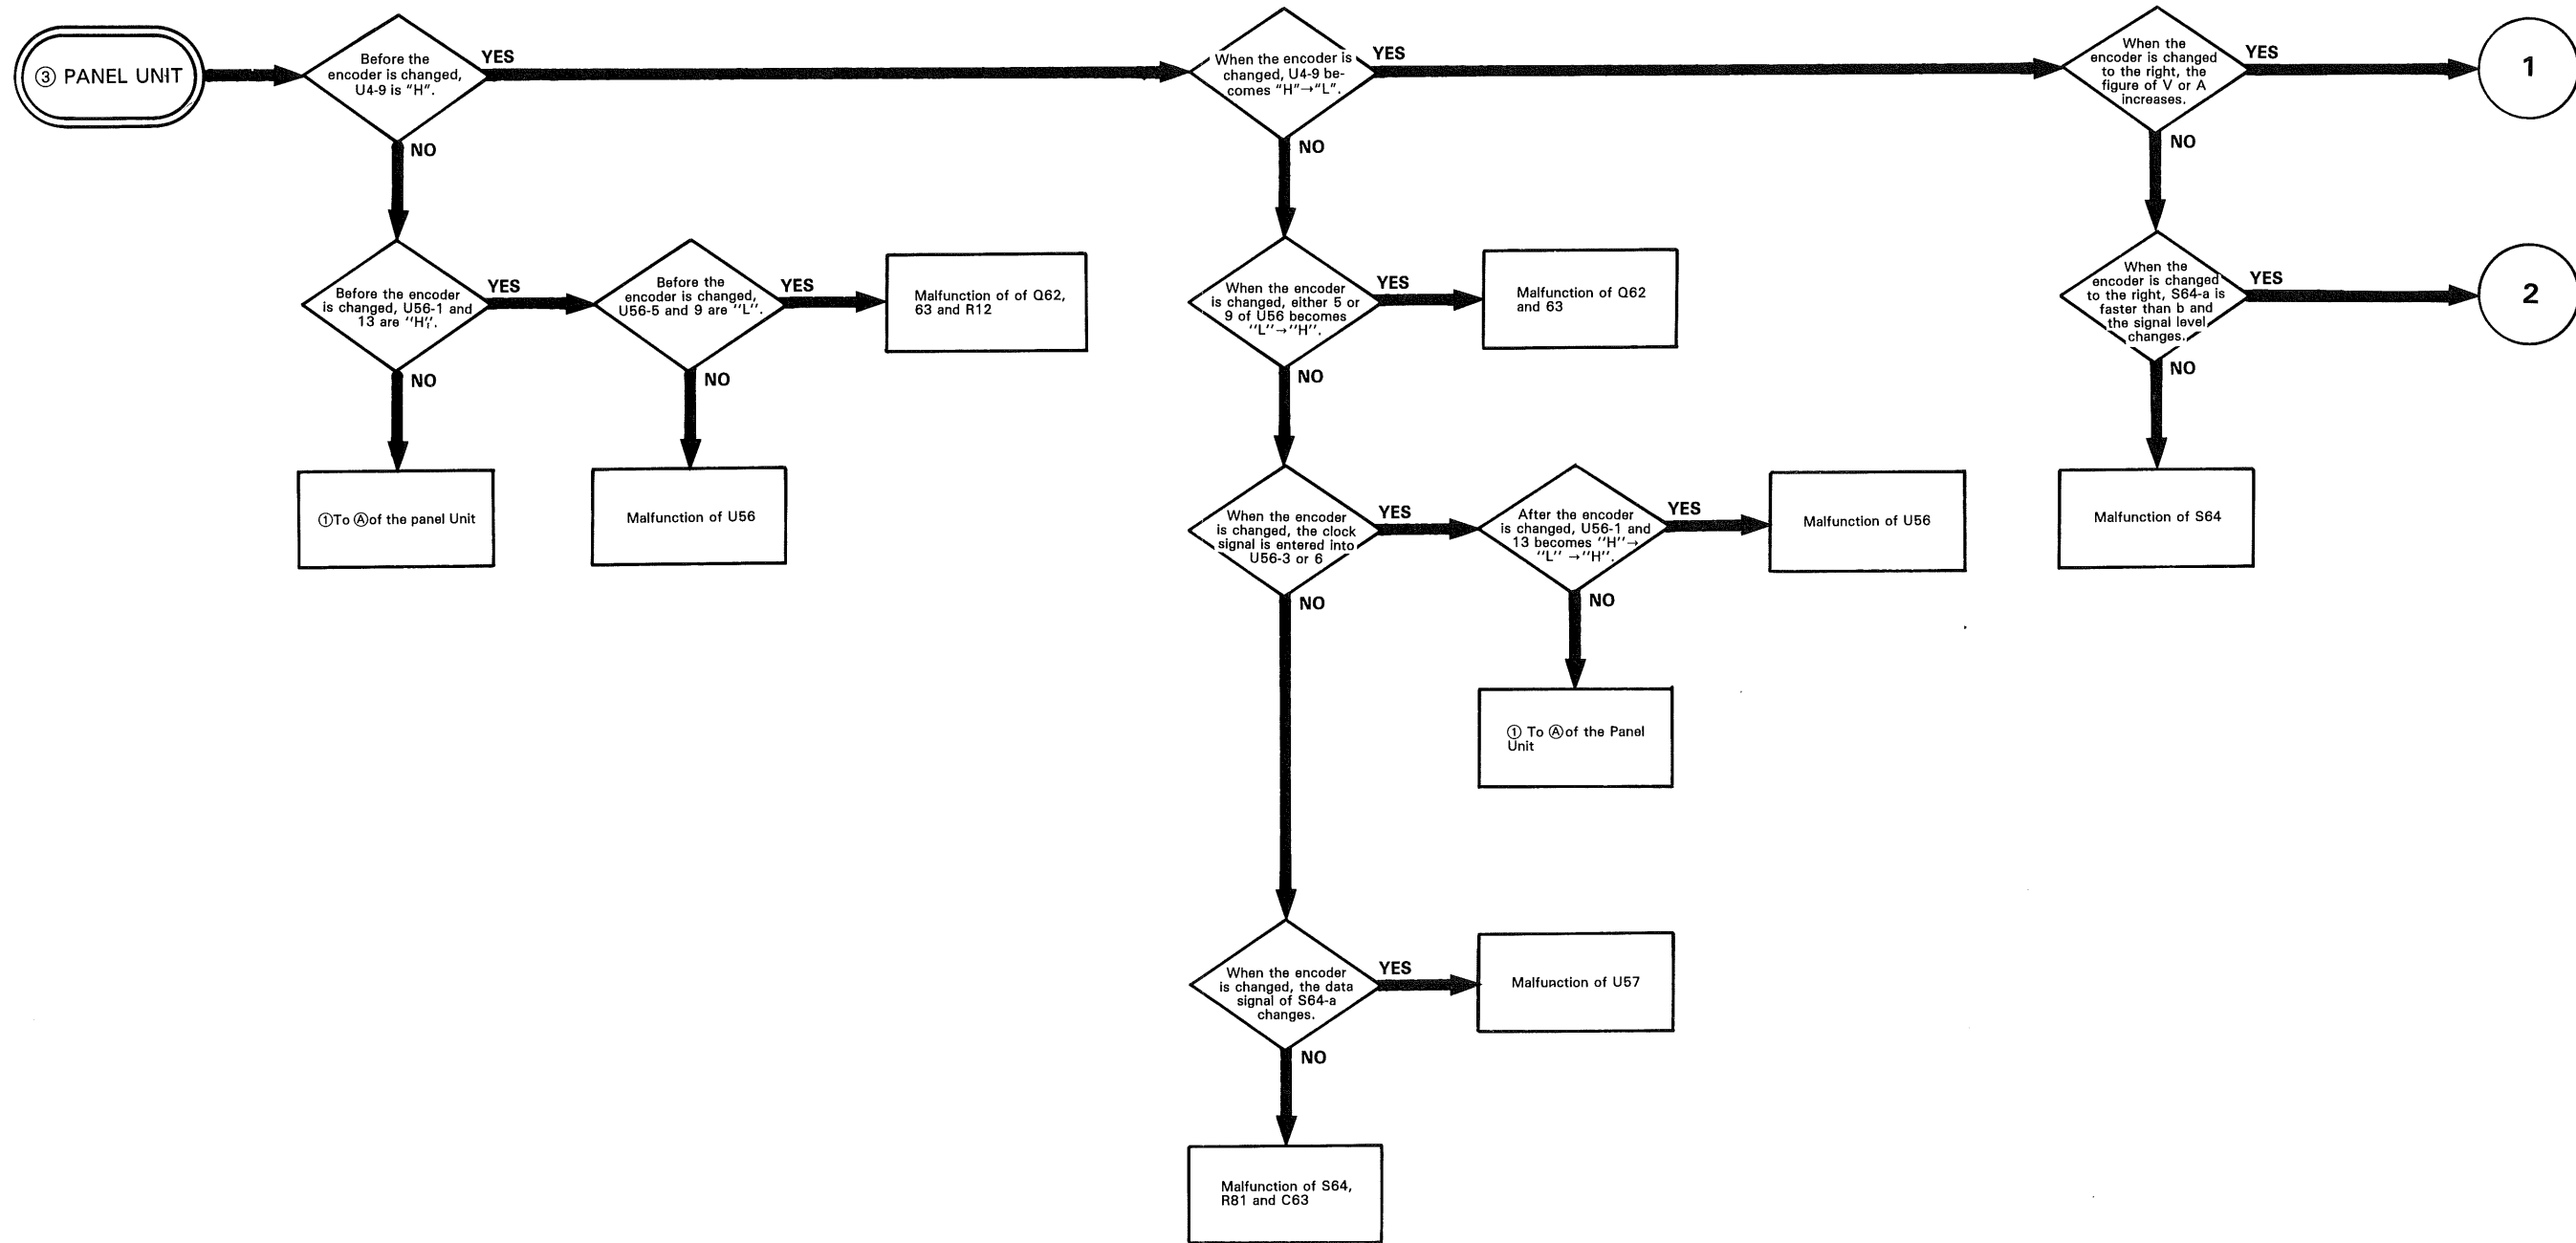 ③ PANEL UNIT
Before the
encoder is changed,
U4-9 is "H".
YES
NO
When the encoder is
changed, U4-9 be-
comes "H"→"L".
YES
NO
When the
encoder is changed
to the right, the
figure of V or A
increases.
YES
NO
1
Before the encoder
is changed, U56-1 and
13 are "H".
YES
NO
Before the
encoder is changed,
U56-5 and 9 are "L".
YES
NO
Malfunction of of Q62,
63 and R12
When the encoder
is changed, either 5 or
9 of U56 becomes
"L"→"H".
YES
NO
Malfunction of Q62
and 63
When the
encoder is changed
to the right, S64-a is
faster than b and
the signal level
changes.
YES
NO
2
①To Ⓐof the panel Unit
Malfunction of U56
When the encoder
is changed, the clock
signal is entered into
U56-3 or 6
YES
NO
After the encoder
is changed, U56-1 and
13 becomes "H"→
"L" →"H".
YES
NO
Malfunction of U56
Malfunction of S64
① To Ⓐof the Panel
Unit
When the encoder
is changed, the data
signal of S64-a
changes.
YES
NO
Malfunction of U57
Malfunction of S64,
R81 and C63